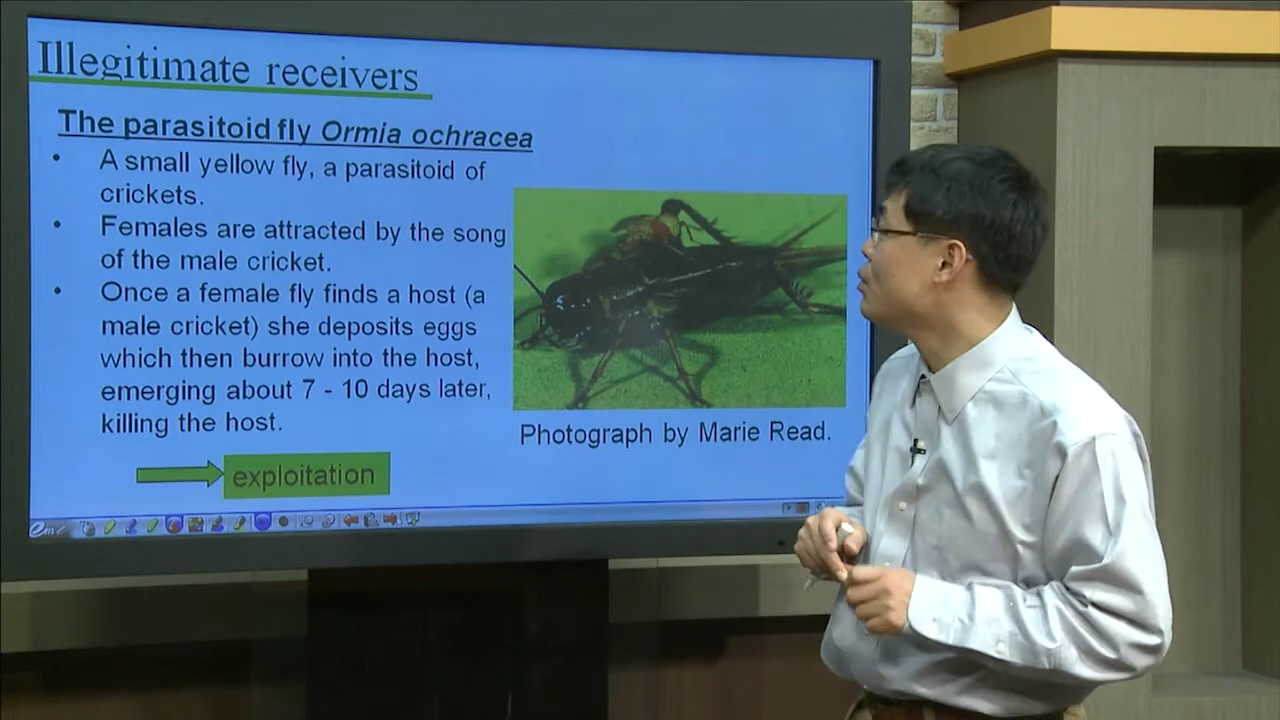 Illegitimate receivers
The parasitoid fly Ormia ochracea
• A small yellow fly, a parasitoid of
crickets.
• Females are attracted by the song
of the male cricket.
• Once a female fly finds a host (a
male cricket) she deposits eggs
which then burrow into the host,
emerging about 7 - 10 days later,
killing the host.
Photograph by Marie Read.
exploitation